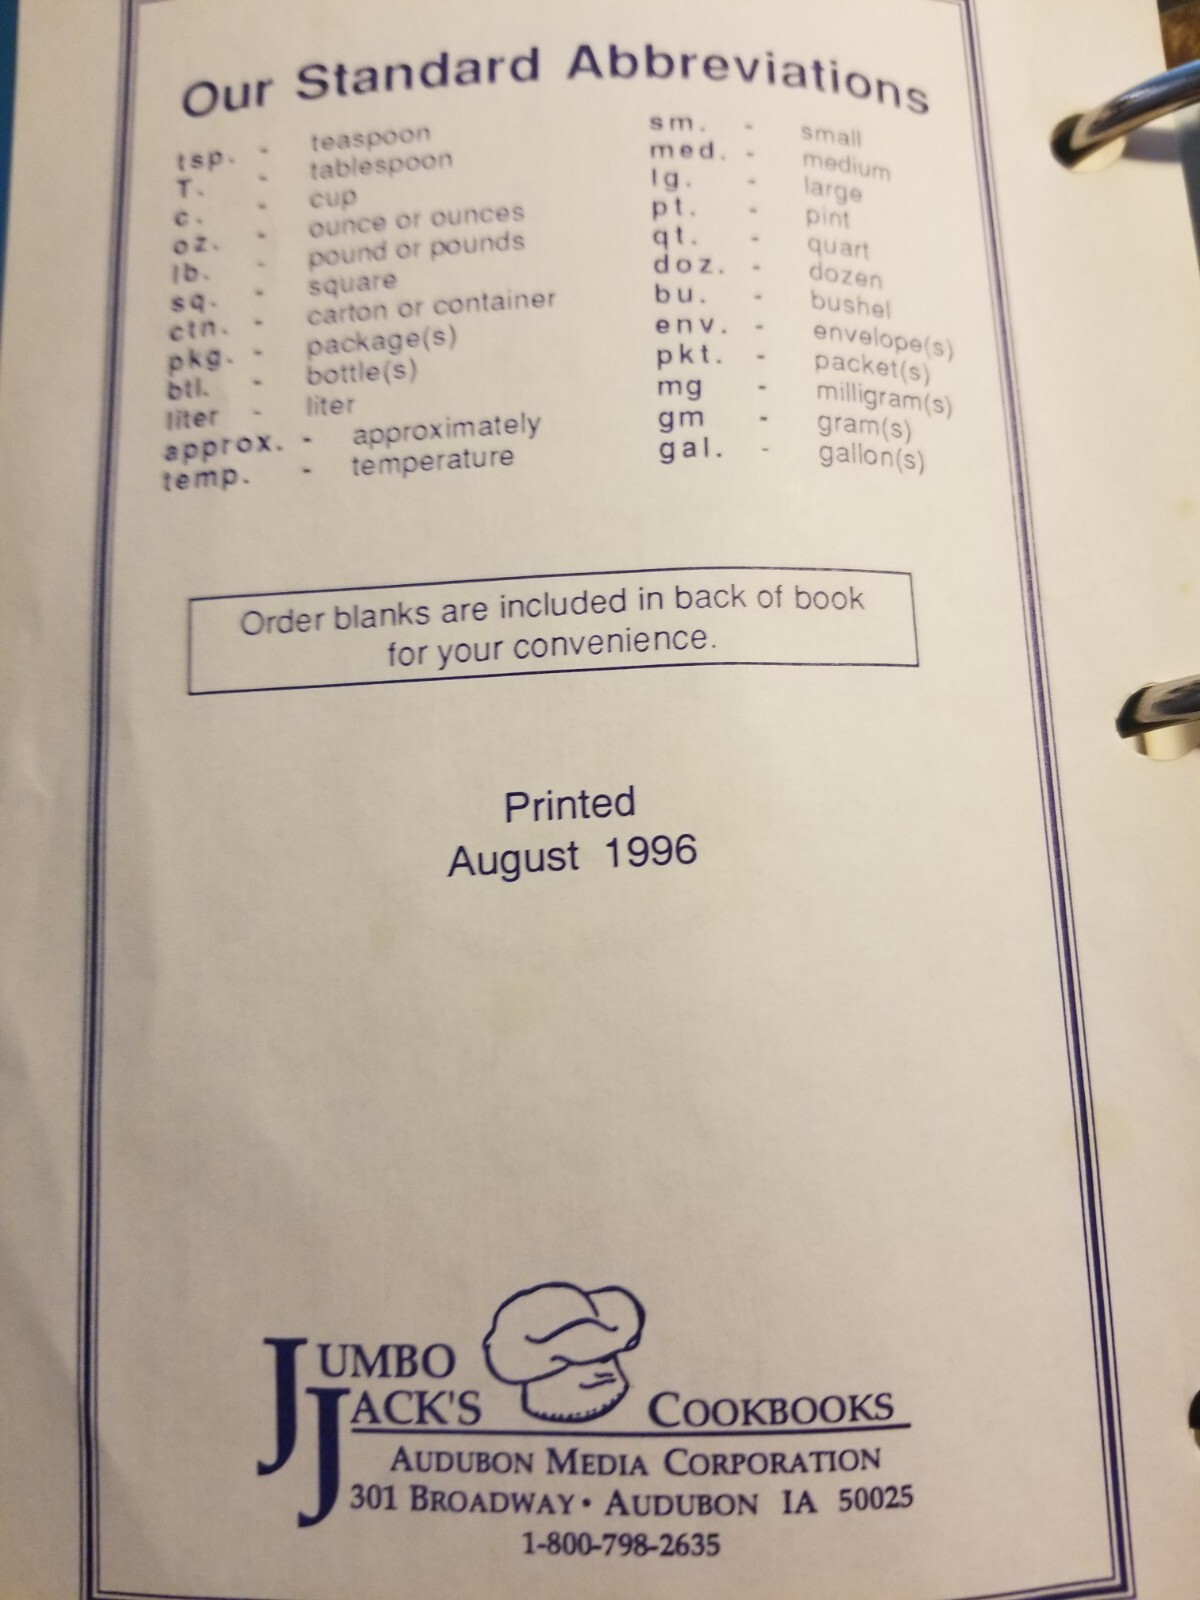 Our Standard Abbreviations
tsp. - teaspoon
T. - tablespoon
c. - cup
oz. - ounce or ounces
lb. - pound or pounds
sq. - square
ctn. - carton or container
pkg. - package(s)
btl. - bottle(s)
liter - liter
approx. - approximately
temp. - temperature
sm. - small
med. - medium
lg. - large
pt. - pint
qt. - quart
doz. - dozen
bu. - bushel
env. - envelope(s)
pkt. - packet(s)
mg - milligram(s)
gm - gram(s)
gal. - gallon(s)
Order blanks are included in back of book
for your convenience.
Printed
August 1996
JUMBO
JACK'S COOKBOOKS
AUDUBON MEDIA CORPORATION
301 BROADWAY • AUDUBON IA 50025
1-800-798-2635